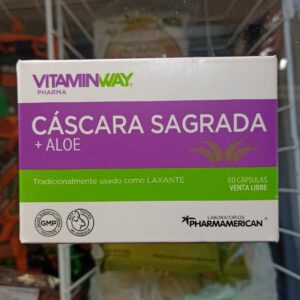 VITAMINWAY®
PHARMA
CÁSCARA SAGRADA
+ ALOE
Tradicionalmente usado como LAXANTE
60 CÁPSULAS
VENTA LIBRE
GMP
LABORATORIOS
PHARMAMERICAN®